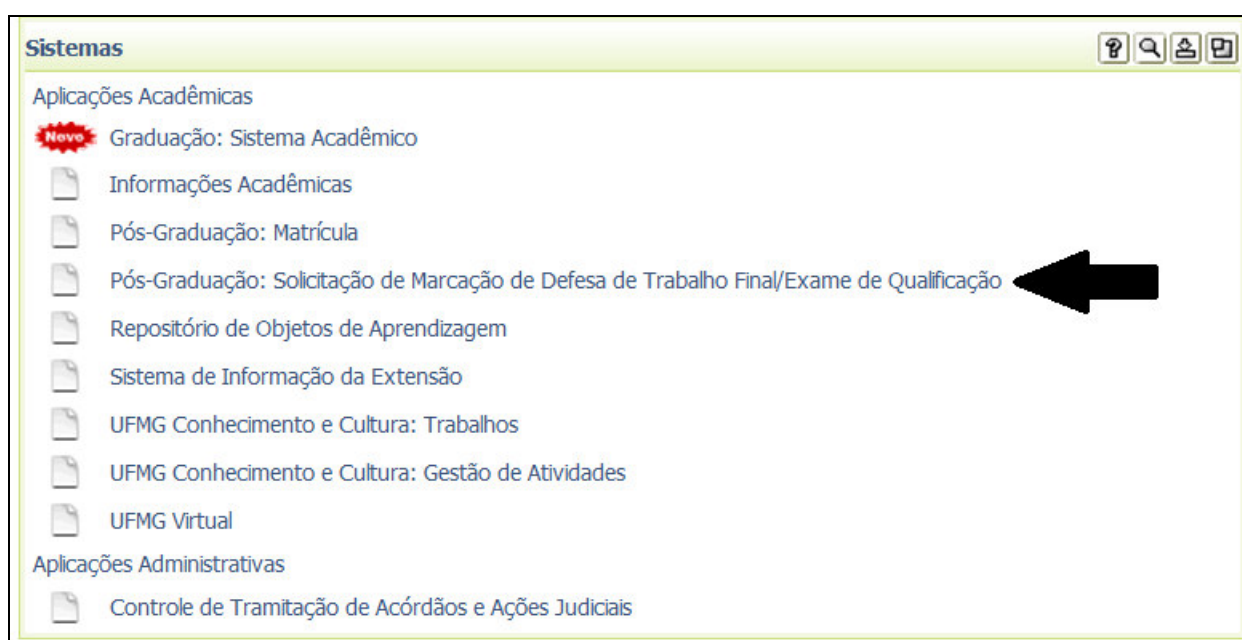 Sistemas
Aplicações Acadêmicas
Novo Graduação: Sistema Acadêmico
Informações Acadêmicas
Pós-Graduação: Matrícula
Pós-Graduação: Solicitação de Marcação de Defesa de Trabalho Final/Exame de Qualificação
Repositório de Objetos de Aprendizagem
Sistema de Informação da Extensão
UFMG Conhecimento e Cultura: Trabalhos
UFMG Conhecimento e Cultura: Gestão de Atividades
UFMG Virtual
Aplicações Administrativas
Controle de Tramitação de Acórdãos e Ações Judiciais